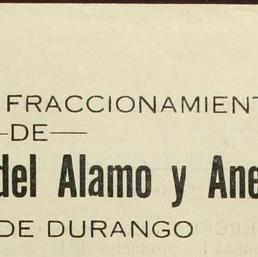 FRACCIONAMIENT
—DE—
del Alamo y Ane
DE DURANGO